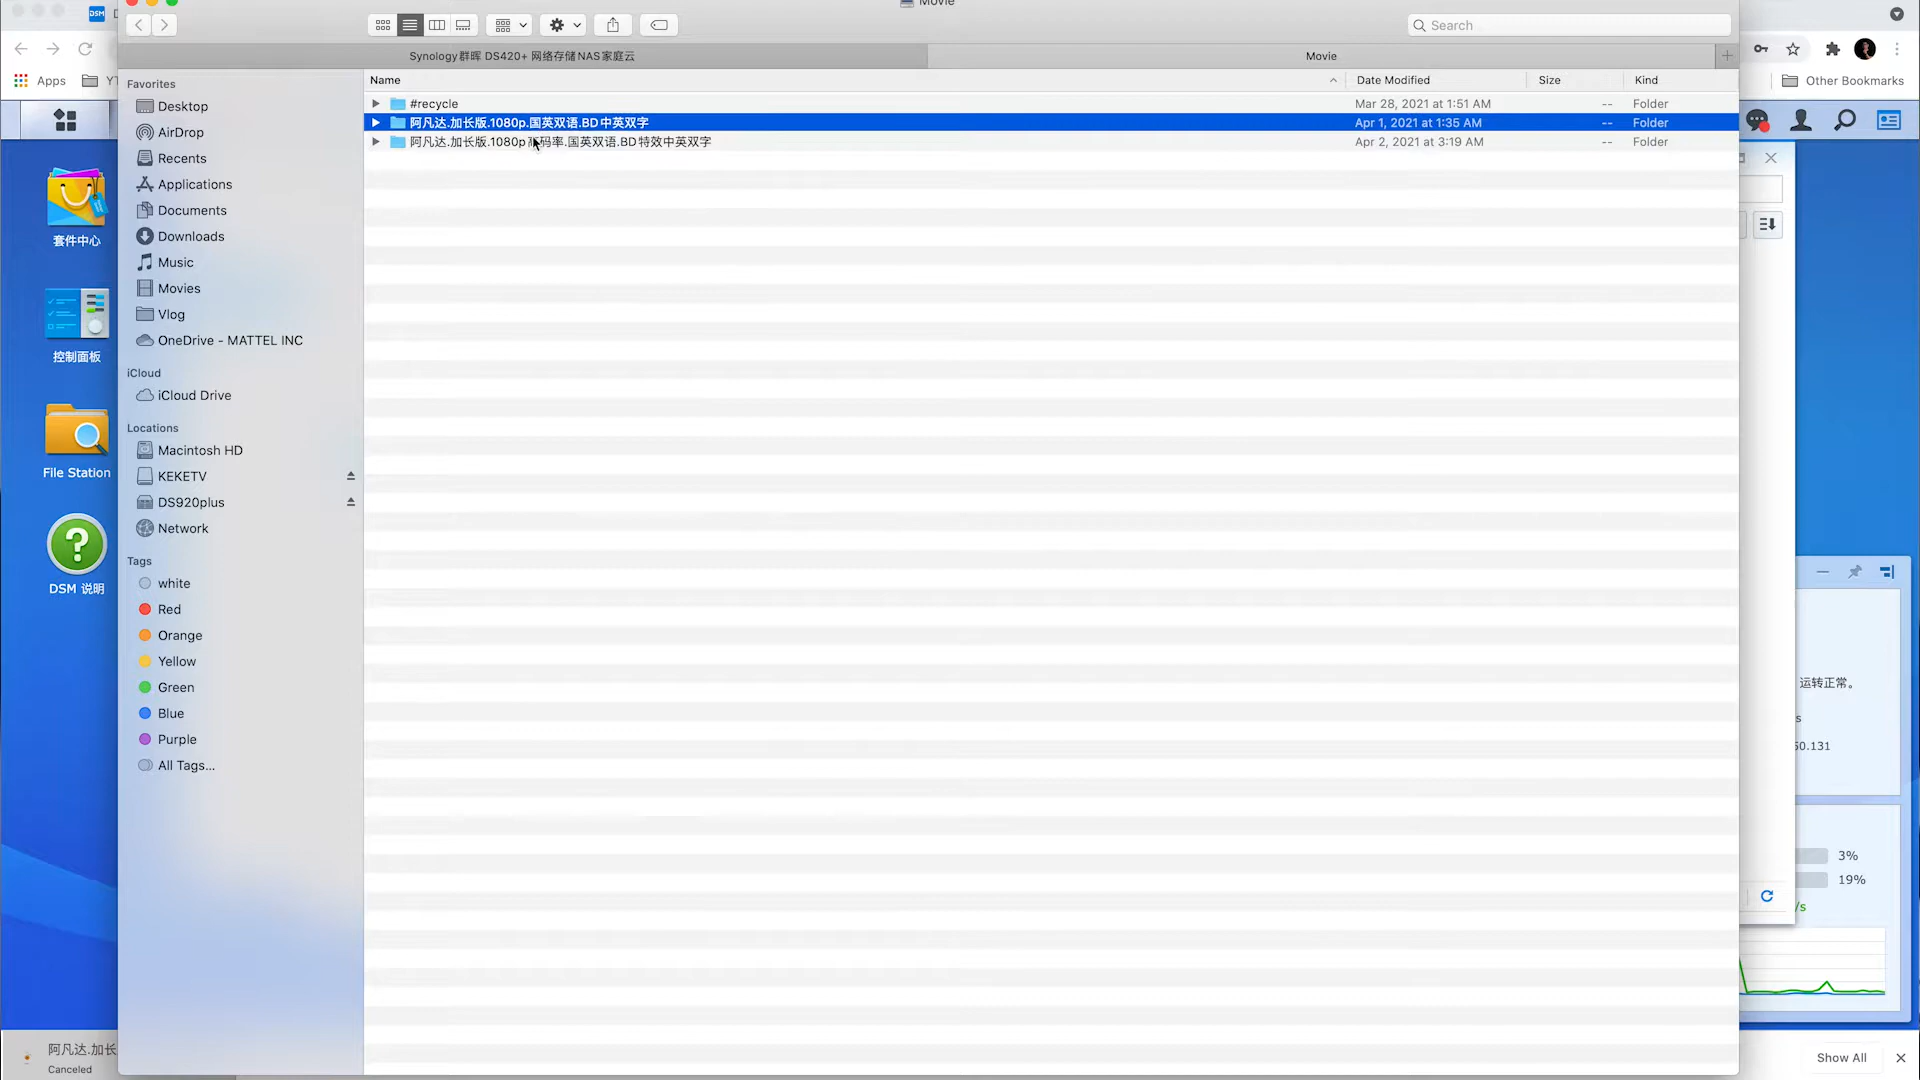 Movie
DSM
Search
Synology群晖 DS420+ 网络存储NAS家庭云
Movie
Apps
Other Bookmarks
Favorites
Desktop
AirDrop
Recents
Applications
Documents
Downloads
Music
Movies
Vlog
OneDrive - MATTEL INC
iCloud
iCloud Drive
Locations
Macintosh HD
KEKETV
DS920plus
Network
Tags
white
Red
Orange
Yellow
Green
Blue
Purple
All Tags...
Name Date Modified Size Kind
#recycle Mar 28, 2021 at 1:51 AM -- Folder
阿凡达.加长版.1080p.国英双语.BD中英双字 Apr 1, 2021 at 1:35 AM -- Folder
阿凡达.加长版.1080p 码率.国英双语.BD特效中英双字 Apr 2, 2021 at 3:19 AM -- Folder
套件中心
控制面板
File Station
DSM 说明
运转正常。
s
50.131
3%
19%
/s
阿凡达.加长
Canceled
Show All